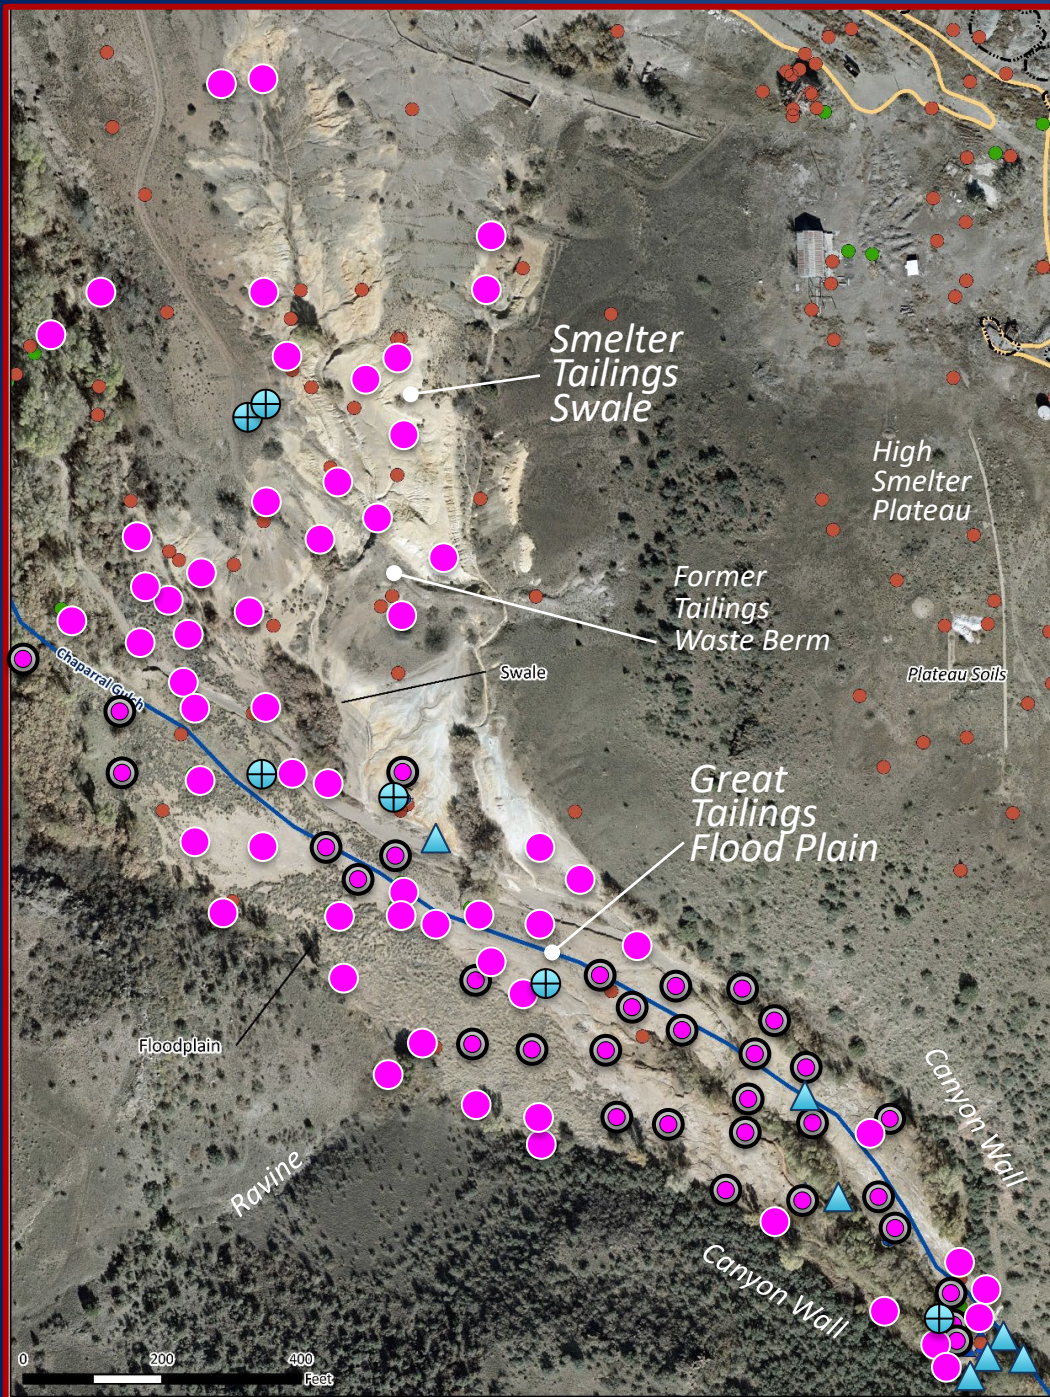 Smelter
Tailings
Swale
High
Smelter
Plateau
Former
Tailings
Waste Berm
Chaparral Gulch
Swale
Plateau Soils
Great
Tailings
Flood Plain
Floodplain
Canyon Wall
Ravine
Canyon Wall
0 200 400
Feet